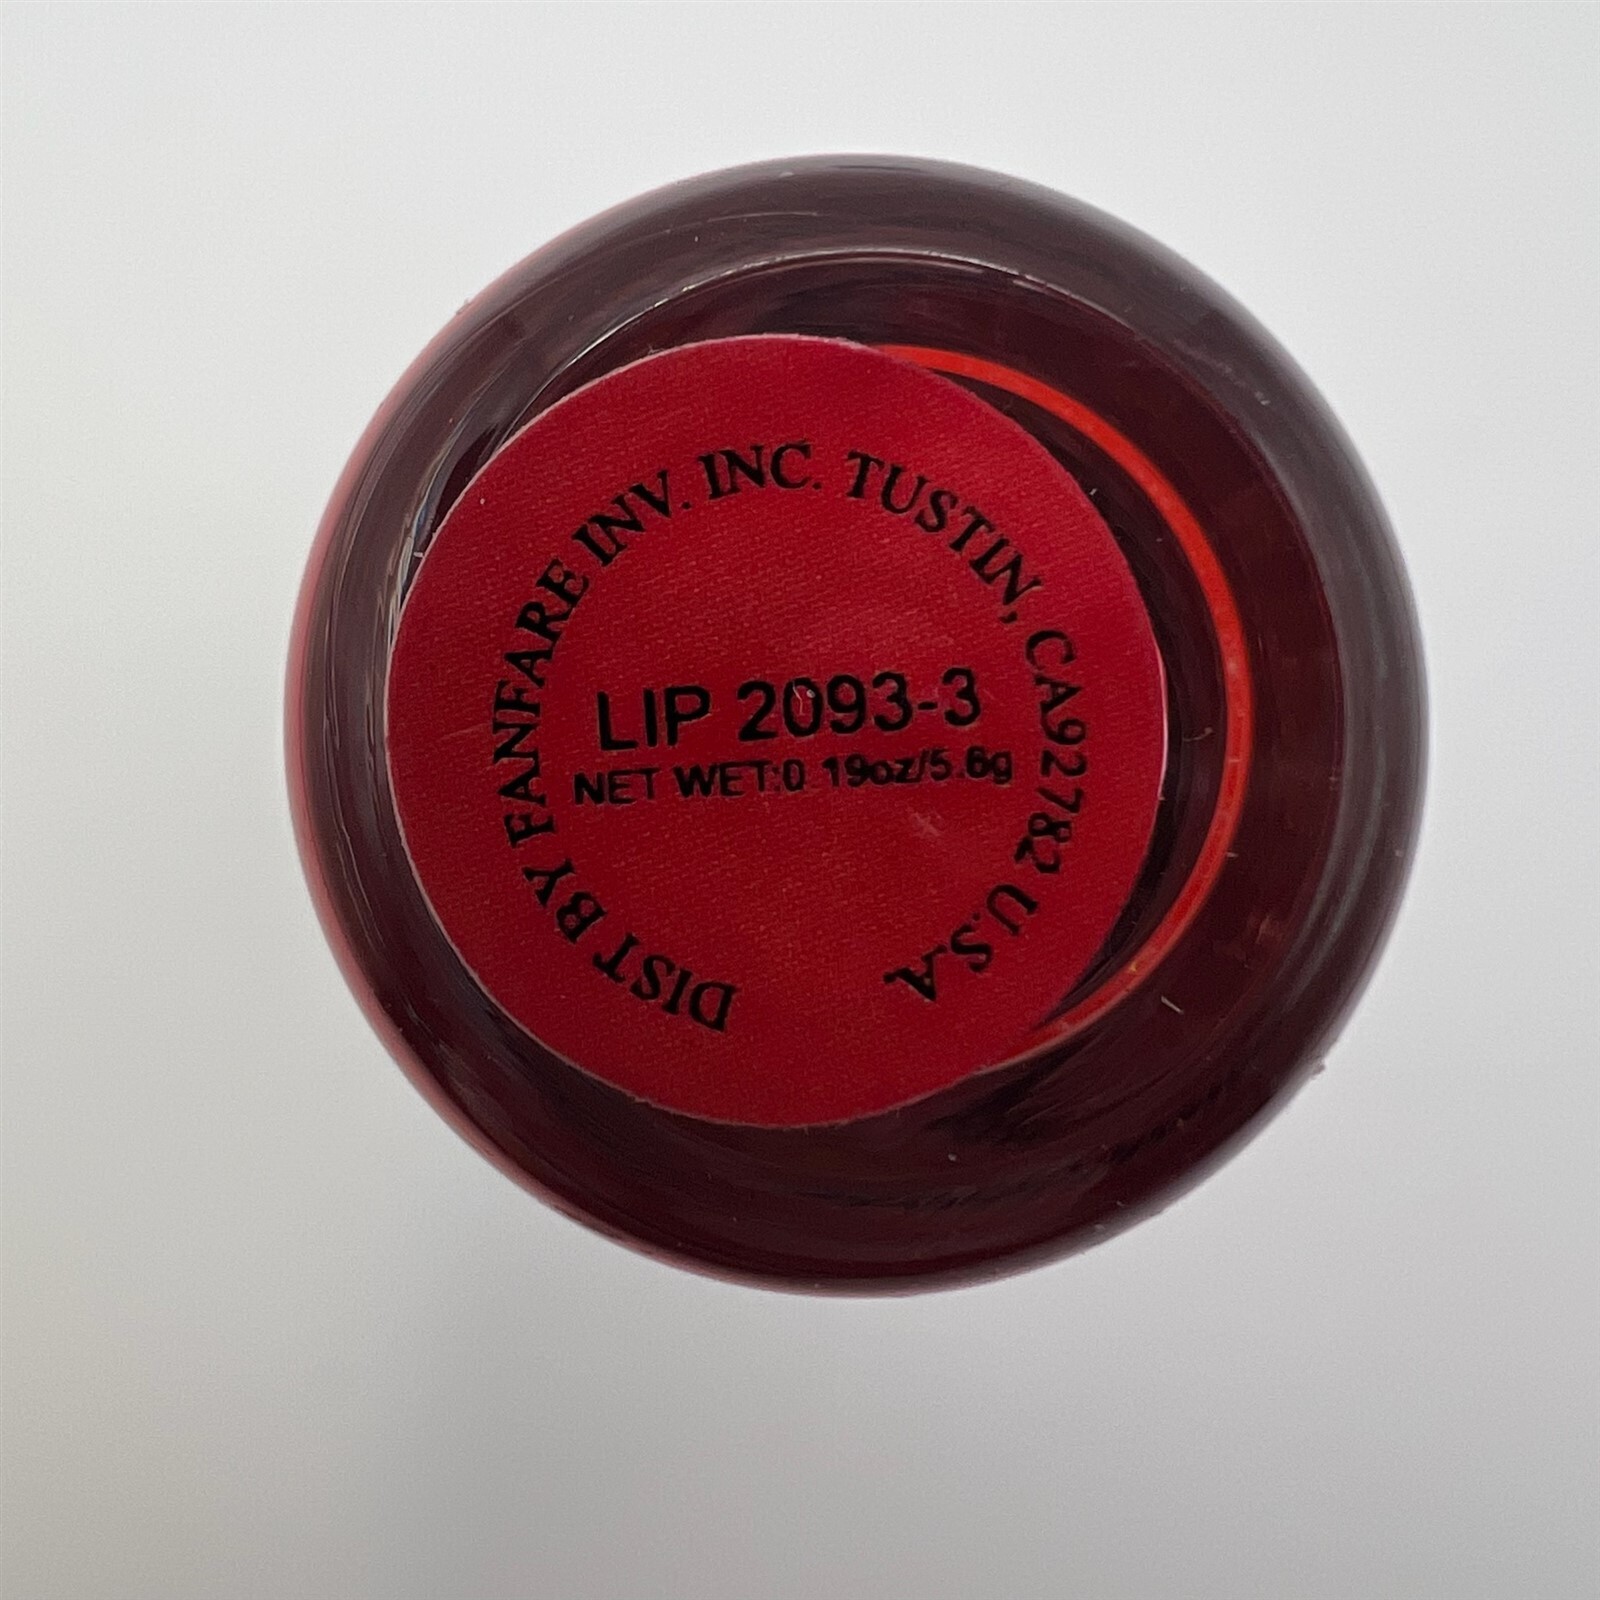 DIST BY FANFARE INV. INC. TUSTIN, CA92782 U.S.A
LIP 2093-3
NET WET:0 19oz/5.6g